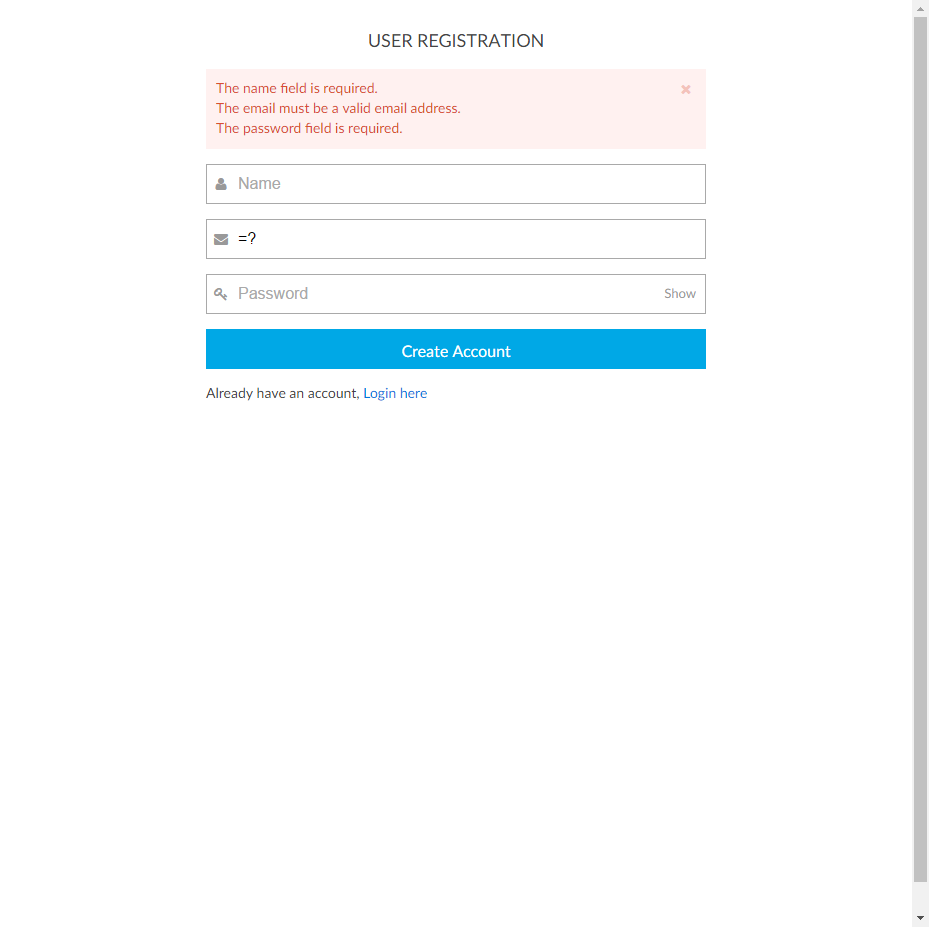 USER REGISTRATION
The name field is required.
The email must be a valid email address.
The password field is required.
Name
=?
Password Show
Create Account
Already have an account, Login here